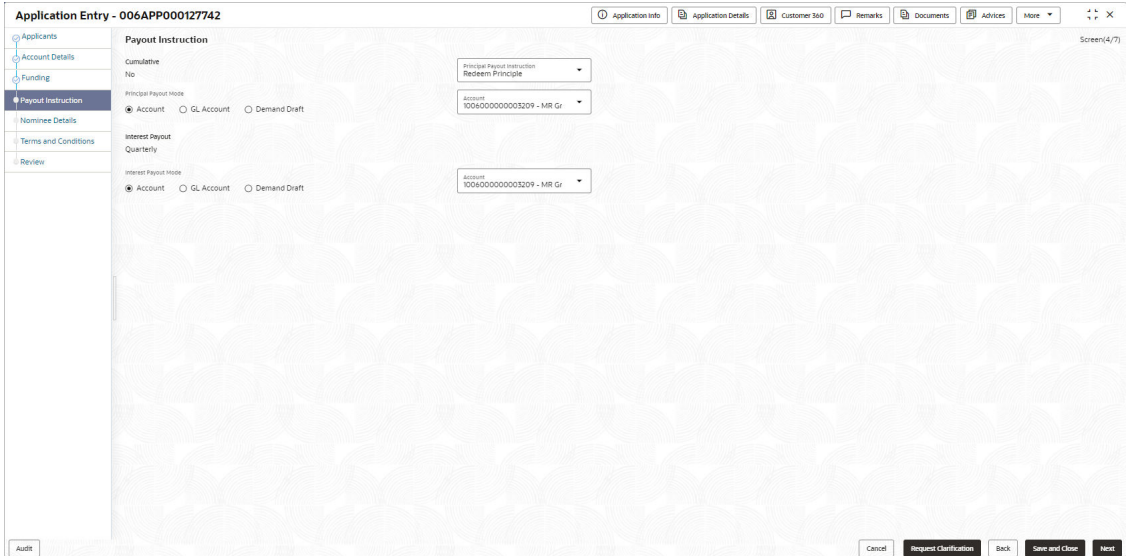 Application Entry - 006APP000127742
Application Info
Application Details
Customer 360
Remarks
Documents
Advices
More
Applicants
Account Details
Funding
Payout Instruction
Nominee Details
Terms and Conditions
Review
Payout Instruction
Screen(4/7)
Cumulative
No
Principal Payout Instruction
Redeem Principle
Principal Payout Mode
Account
GL Account
Demand Draft
Account
1006000000003209 - MR Gr
Interest Payout
Quarterly
Interest Payout Mode
Account
GL Account
Demand Draft
Account
1006000000003209 - MR Gr
Audit
Cancel
Request Clarification
Back
Save and Close
Next